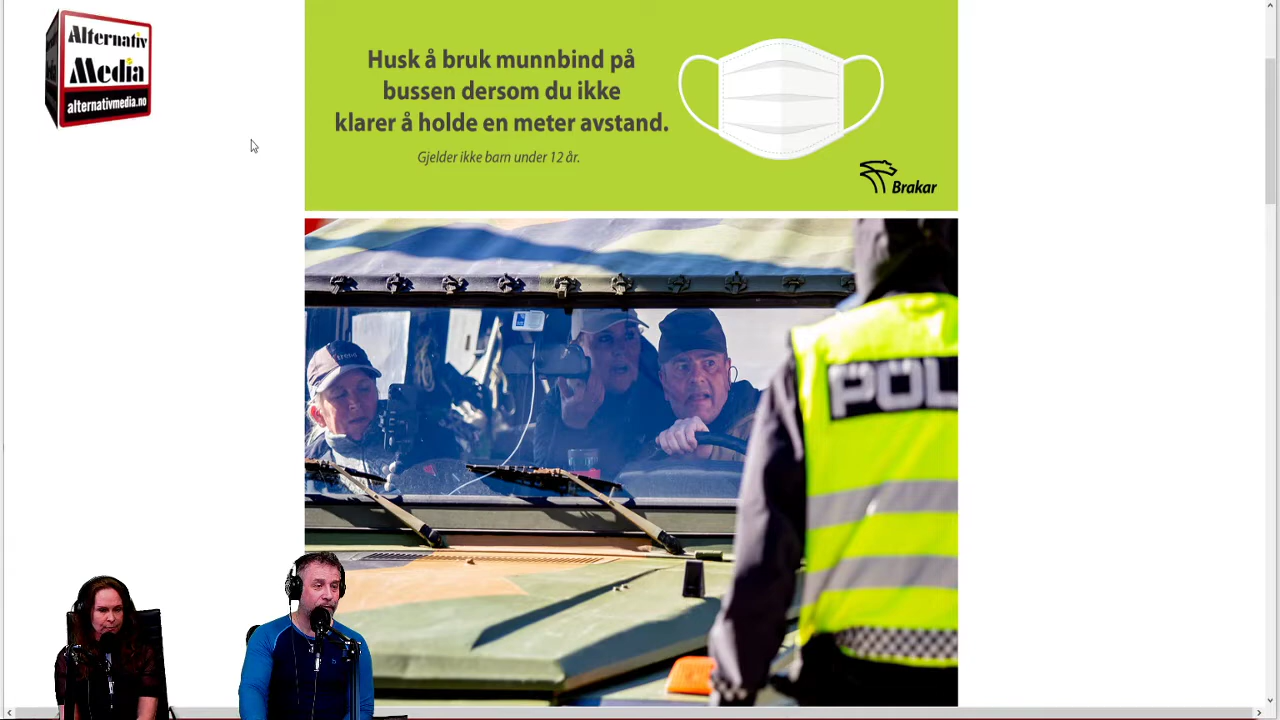 Alternativ
Media
alternativmedia.no
Husk å bruk munnbind på
bussen dersom du ikke
klarer å holde en meter avstand.
Gjelder ikke barn under 12 år.
Brakar
POL